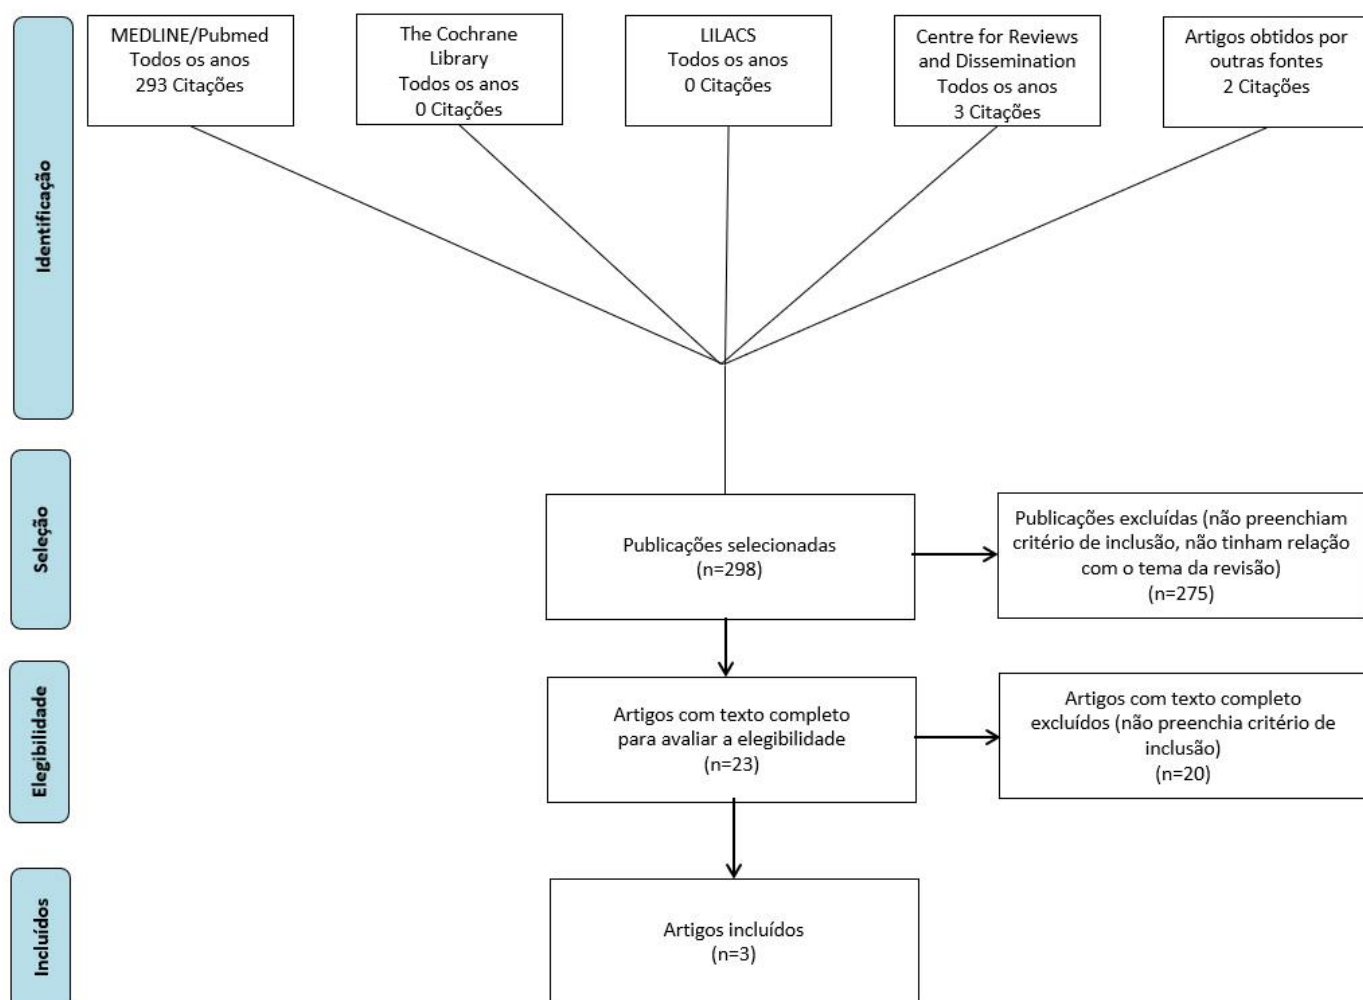 MEDLINE/Pubmed
Todos os anos
293 Citações
The Cochrane
Library
Todos os anos
0 Citações
LILACS
Todos os anos
0 Citações
Centre for Reviews
and Dissemination
Todos os anos
3 Citações
Artigos obtidos por
outras fontes
2 Citações
Identificação
Seleção
Publicações selecionadas
(n=298)
Publicações excluídas (não preenchiam
critério de inclusão, não tinham relação
com o tema da revisão)
(n=275)
Elegibilidade
Artigos com texto completo
para avaliar a elegibilidade
(n=23)
Artigos com texto completo
excluídos (não preenchia critério de
inclusão)
(n=20)
Incluídos
Artigos incluídos
(n=3)